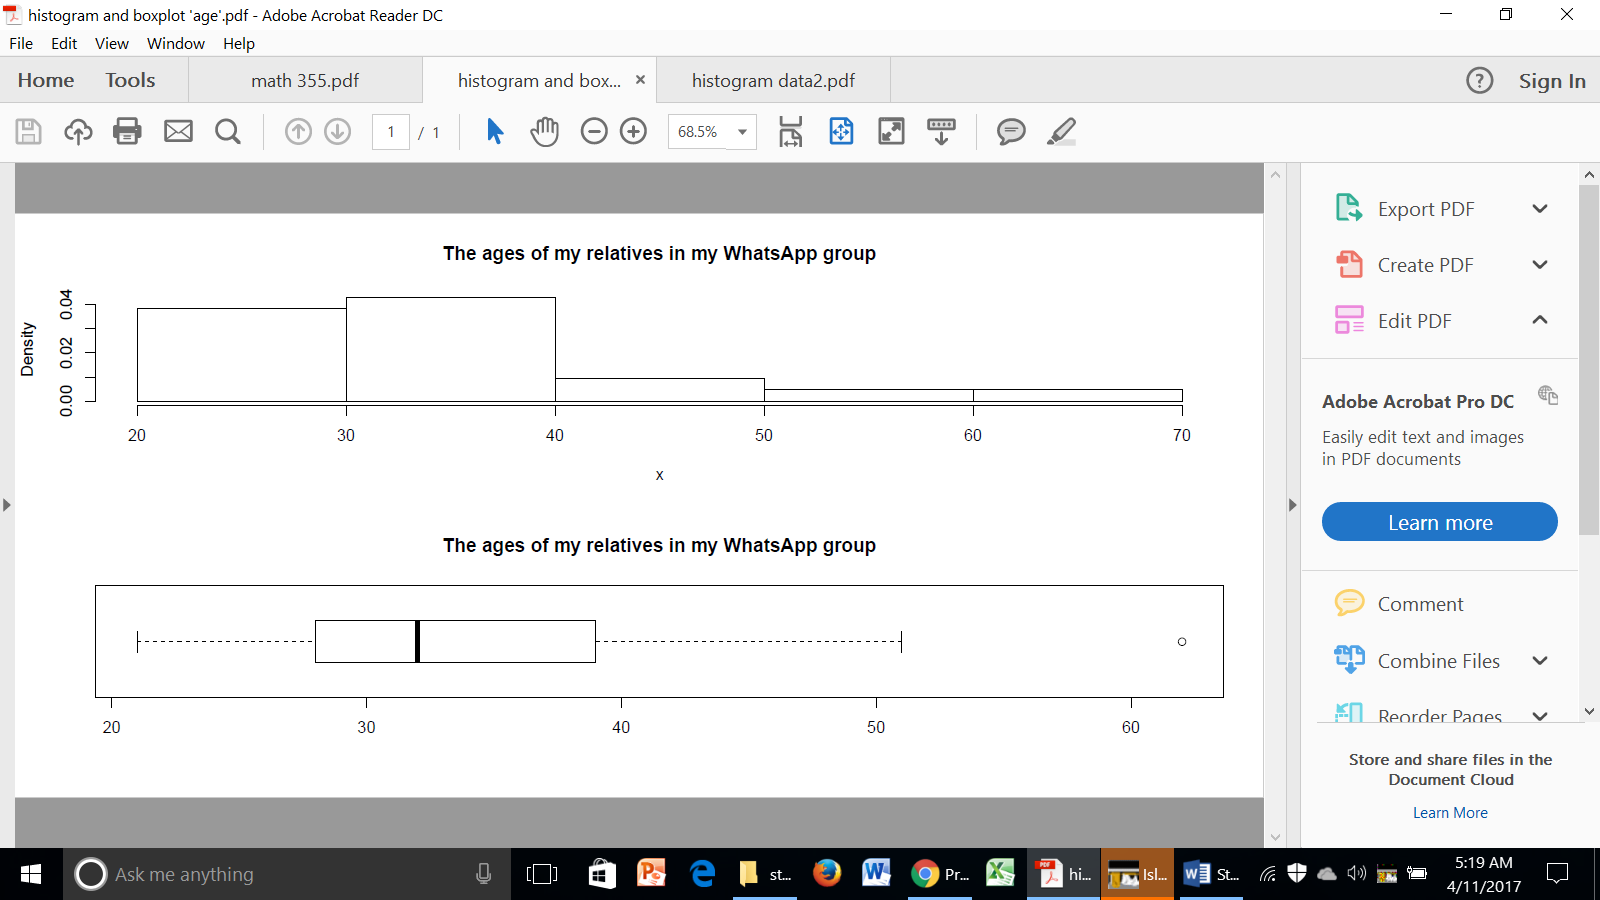 histogram and boxplot 'age'.pdf - Adobe Acrobat Reader DC
File Edit View Window Help
Home Tools math 355.pdf histogram and box... × histogram data2.pdf ? Sign In
1 / 1 68.5%
The ages of my relatives in my WhatsApp group
Density
0.00 0.02 0.04
20 30 40 50 60 70
x
The ages of my relatives in my WhatsApp group
20 30 40 50 60
Export PDF
Create PDF
Edit PDF
Adobe Acrobat Pro DC
Easily edit text and images
in PDF documents
Learn more
Comment
Combine Files
Reorder Pages
Store and share files in the
Document Cloud
Learn More
Ask me anything st... Pr... hi... Isl... St...
5:19 AM
4/11/2017